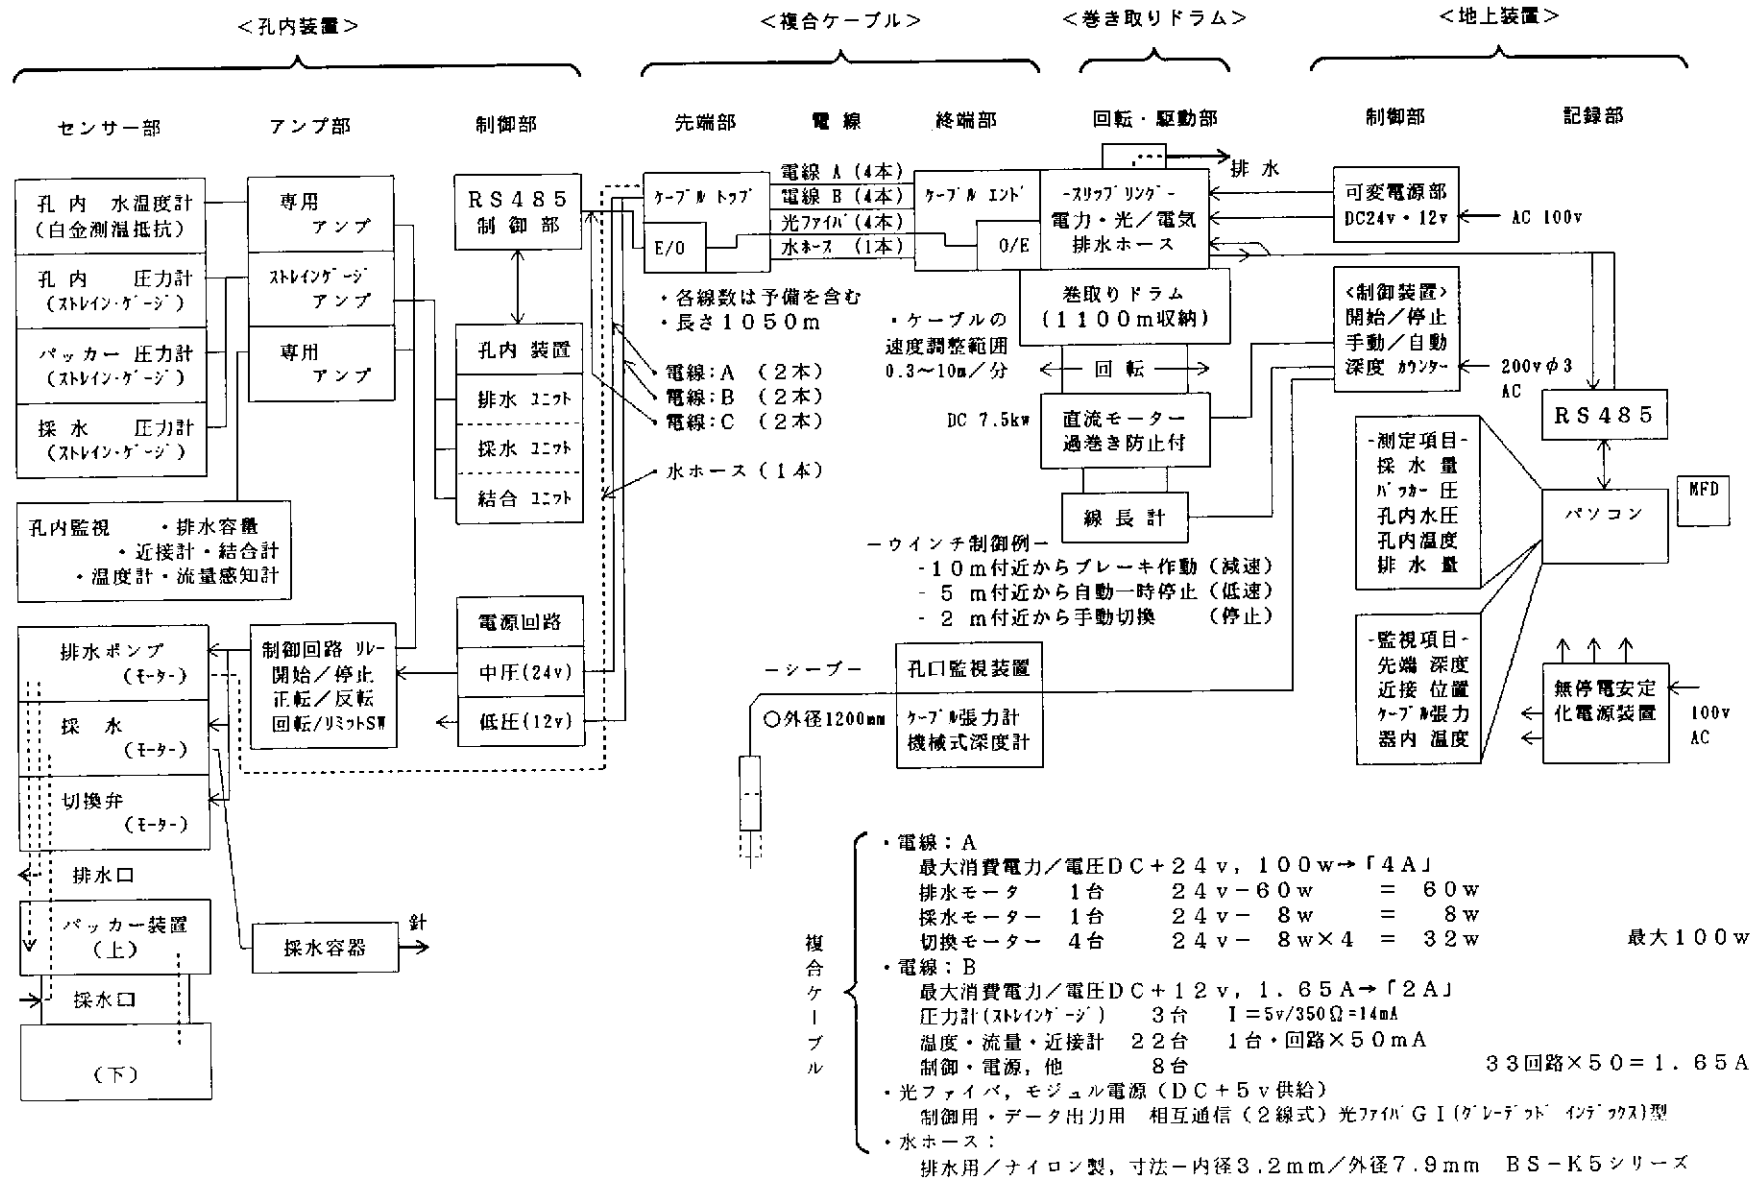 ＜孔内装置＞
＜複合ケーブル＞
＜巻き取りドラム＞
＜地上装置＞
センサー部
アンプ部
制御部
先端部
電線
終端部
回転・駆動部
制御部
記録部
孔内 水温度計
(白金測温抵抗)
孔内 圧力計
(ストレイン・ゲージ)
パッカー 圧力計
(ストレイン・ゲージ)
採水 圧力計
(ストレイン・ゲージ)
孔内監視 ・排水容量
・近接計・結合計
・温度計・流量感知計
専用
アンプ
ストレインゲージ
アンプ
専用
アンプ
RS485
制御部
孔内 装置
排水 ユニット
採水 ユニット
結合 ユニット
ケーブル トップ
E/O
電線 A (4本)
電線 B (4本)
光ファイバ (4本)
水ホース (1本)
ケーブル エンド
O/E
・各線数は予備を含む
・長さ1050m
・電線:A (2本)
・電線:B (2本)
・電線:C (2本)
・水ホース(1本)
排水
-スリップリング-
電力・光／電気
排水ホース
巻取りドラム
(1100m収納)
・ケーブルの
速度調整範囲
0.3～10m／分
回転
DC 7.5kw
直流モーター
過巻き防止付
線長計
可変電源部
DC24v・12v
AC 100v
<制御装置>
開始／停止
手動／自動
深度 カウンター
200vφ3
AC
RS485
パソコン
MFD
-測定項目-
採水量
パッカー 圧
孔内水圧
孔内温度
排水量
-監視項目-
先端 深度
近接 位置
ケーブル張力
器内 温度
無停電安定
化電源装置
100v
AC
－ウインチ制御例－
-10m付近からブレーキ作動(減速)
- 5 m付近から自動一時停止(低速)
- 2 m付近から手動切換 (停止)
排水ポンプ
(モーター)
採水
(モーター)
切換弁
(モーター)
制御回路 リレー
開始／停止
正転／反転
回転/リミットSW
電源回路
中圧(24v)
低圧(12v)
－シーブ－
○外径1200mm
孔口監視装置
ケーブル張力計
機械式深度計
排水口
パッカー装置
(上)
採水口
(下)
採水容器
針
複合ケーブル
・電線：A
最大消費電力／電圧DC+24v，100w→「4A」
排水モータ 1台 24v－60w ＝ 60w
採水モーター 1台 24v－ 8w ＝ 8w
切換モーター 4台 24v－ 8w×4 ＝ 32w 最大100w
・電線：B
最大消費電力／電圧DC+12v，1.65A→「2A」
圧力計(ストレインゲージ) 3台 I＝5v/350Ω=14mA
温度・流量・近接計 22台 1台・回路×50mA
制御・電源，他 8台 33回路×50＝1.65A
・光ファイバ，モジュル電源(DC+5v供給)
制御用・データ出力用 相互通信(2線式)光ファイバGI(グレーデッド インデックス)型
・水ホース：
排水用／ナイロン製，寸法－内径3.2mm／外径7.9mm BS－K5シリーズ